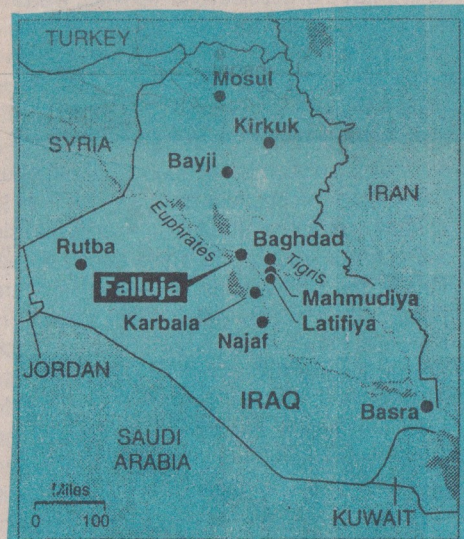 TURKEY
Mosul
Kirkuk
SYRIA
Bayji
IRAN
Euphrates
Baghdad
Rutba
Tigris
Falluja
Mahmudiya
Karbala
Latifiya
Najaf
JORDAN
IRAQ
Basra
SAUDI
ARABIA
Miles
0 100
KUWAIT